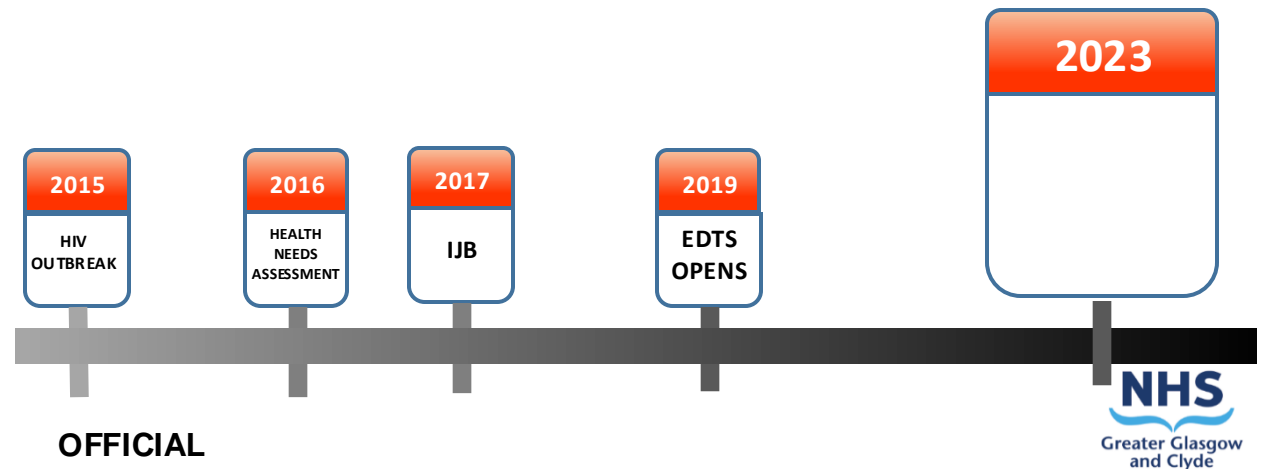 2023
2015
HIV
OUTBREAK
2016
HEALTH
NEEDS
ASSESSMENT
2017
IJB
2019
EDTS
OPENS
OFFICIAL
NHS
Greater Glasgow
and Clyde